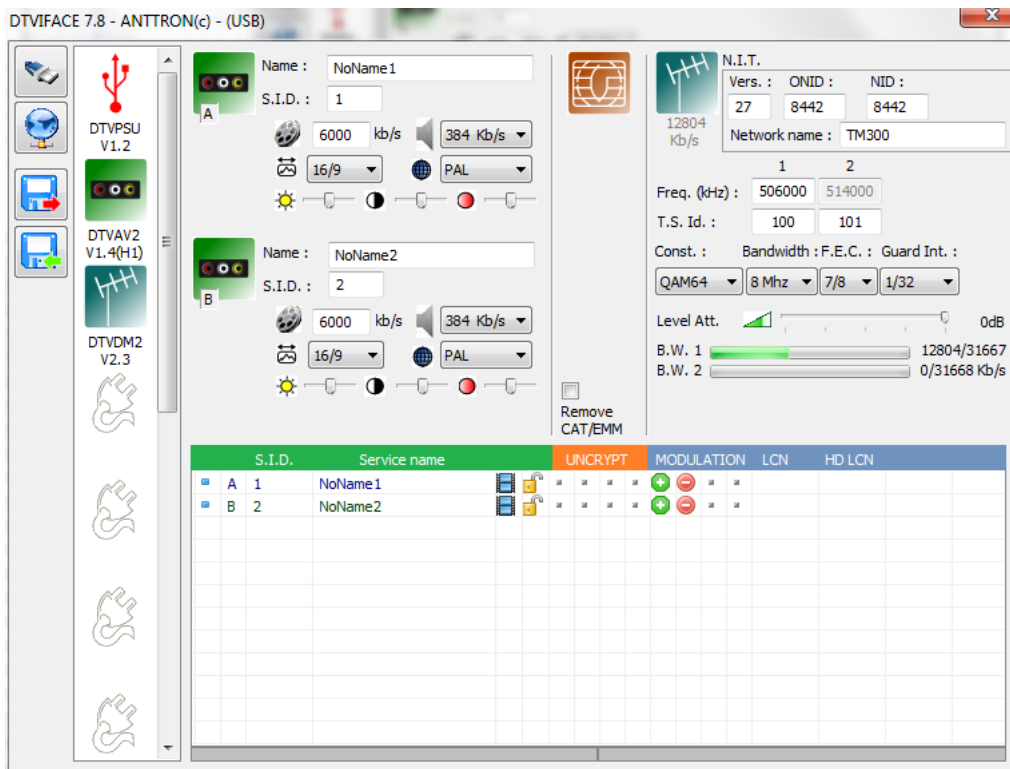 DTVIFACE 7.8 - ANTTRON(c) - (USB)
DTVPSU
V1.2
DTVAV2
V1.4(H1)
DTVDM2
V2.3
A
Name : NoName1
S.I.D. : 1
6000 kb/s 384 Kb/s
16/9 PAL
B
Name : NoName2
S.I.D. : 2
6000 kb/s 384 Kb/s
16/9 PAL
Remove
CAT/EMM
12804
Kb/s
N.I.T.
Vers. : ONID : NID :
27 8442 8442
Network name : TM300
1 2
Freq. (kHz) : 506000 514000
T.S. Id. : 100 101
Const. : Bandwidth : F.E.C. : Guard Int. :
QAM64 8 Mhz 7/8 1/32
Level Att. 0dB
B.W. 1 12804/31667
B.W. 2 0/31668 Kb/s
S.I.D. Service name UNCRYPT MODULATION LCN HD LCN
A 1 NoName1
B 2 NoName2